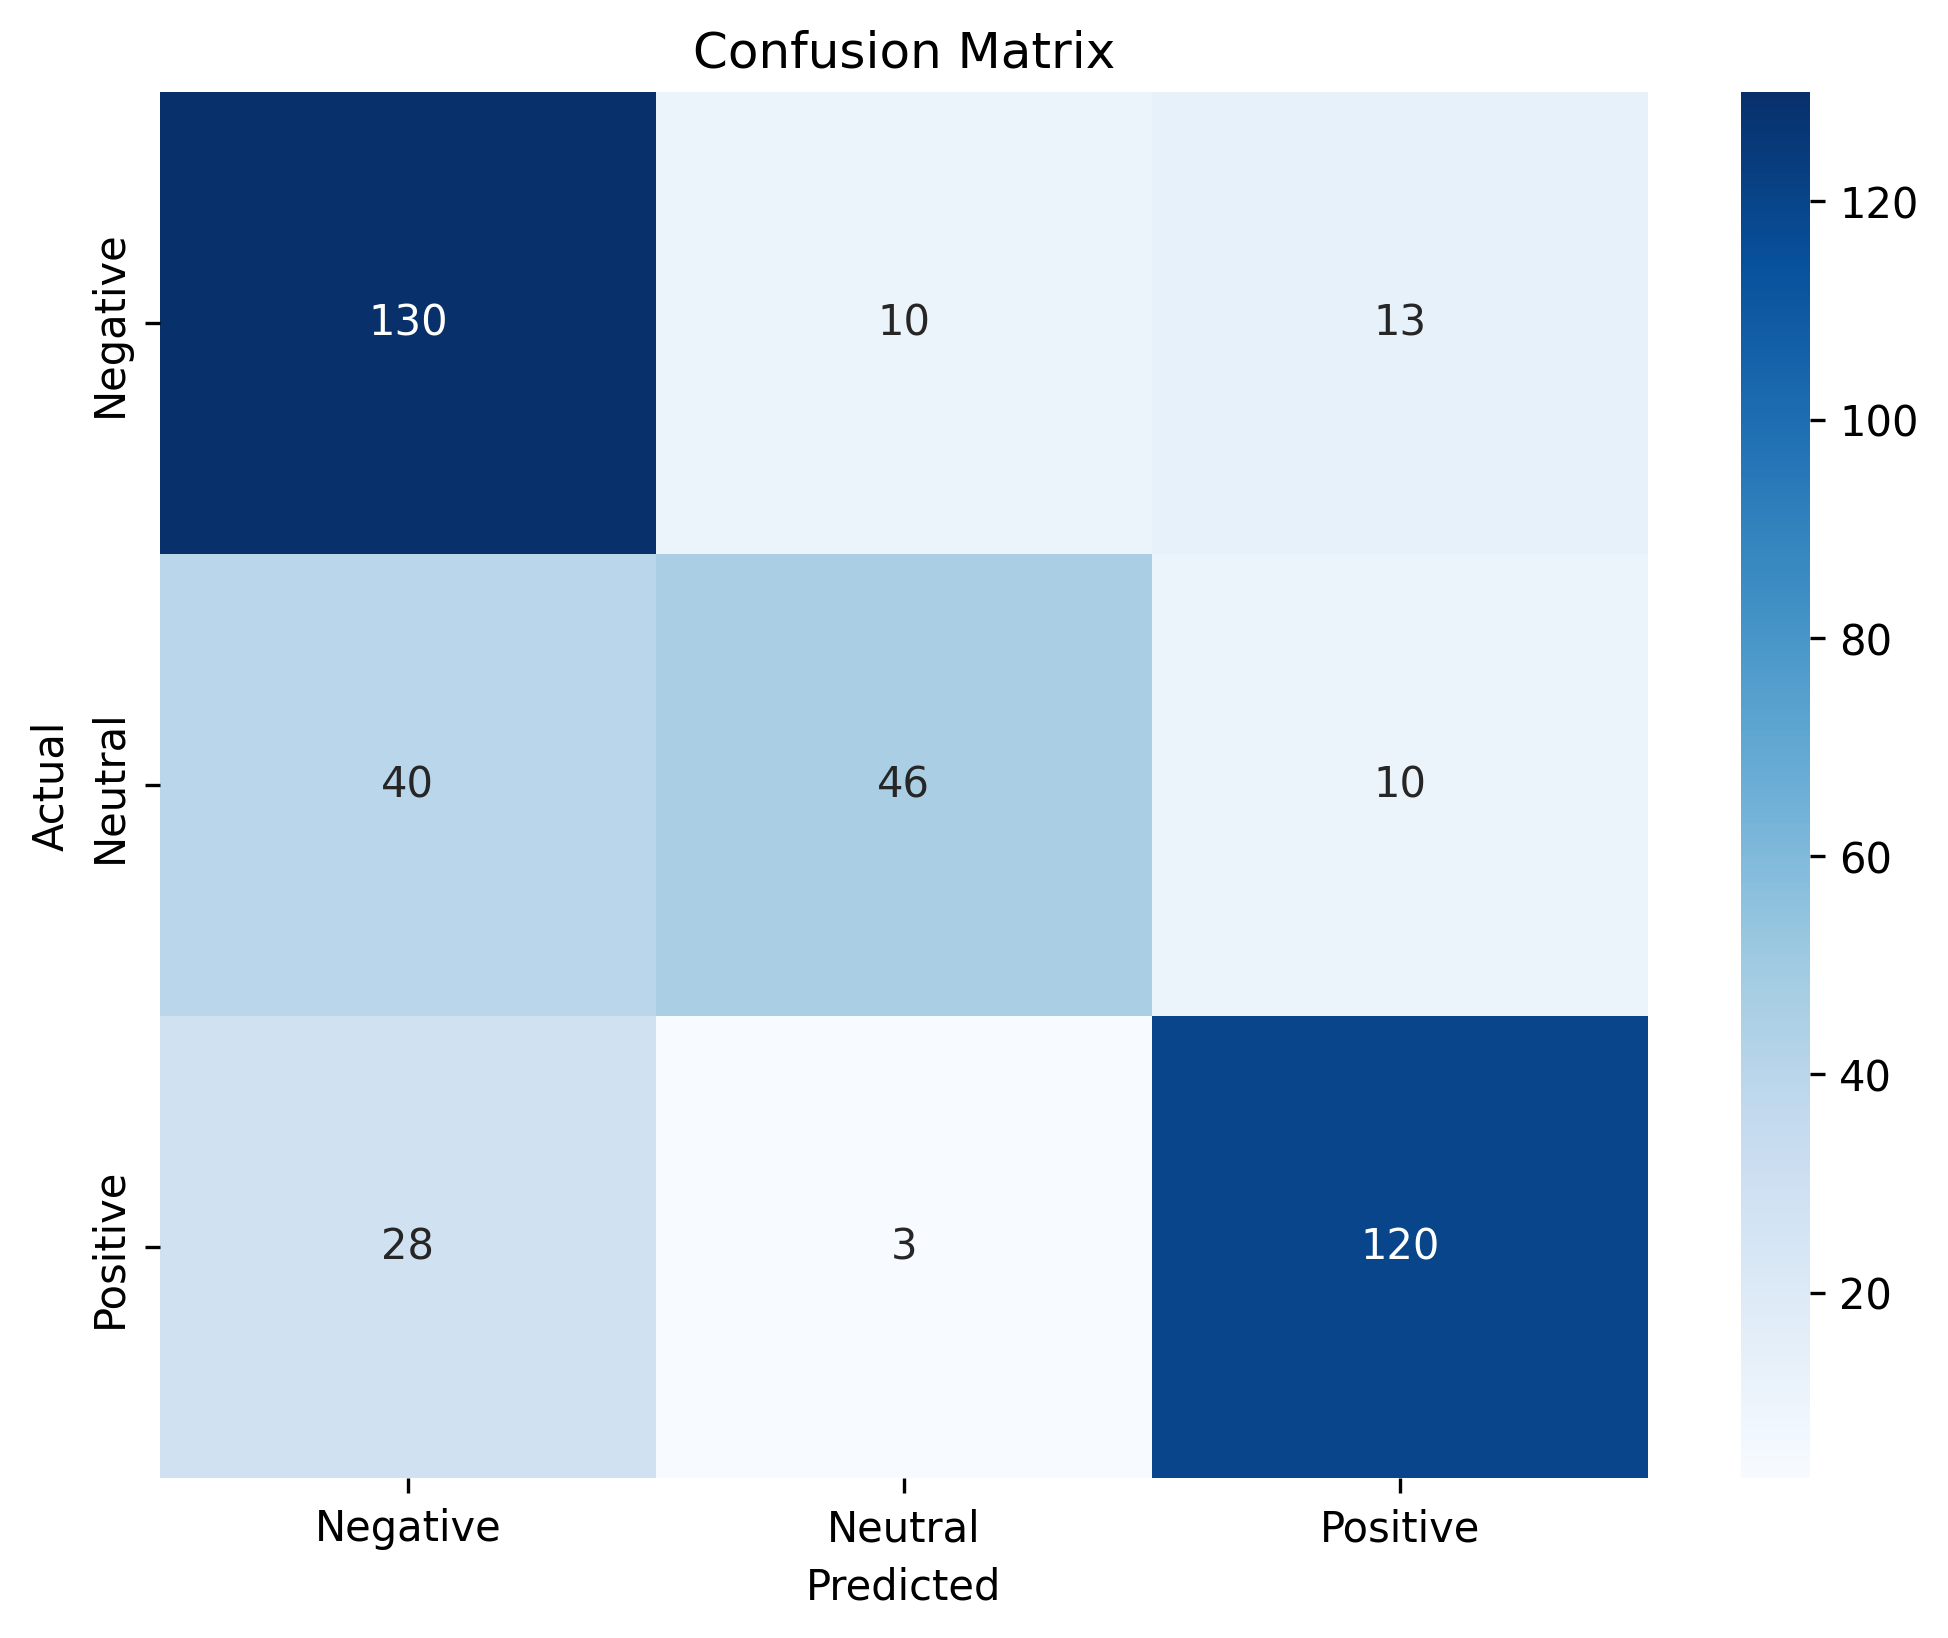 Confusion Matrix
Actual
Negative
130 10 13
Neutral
40 46 10
Positive
28 3 120
Negative Neutral Positive
Predicted
120
100
80
60
40
20